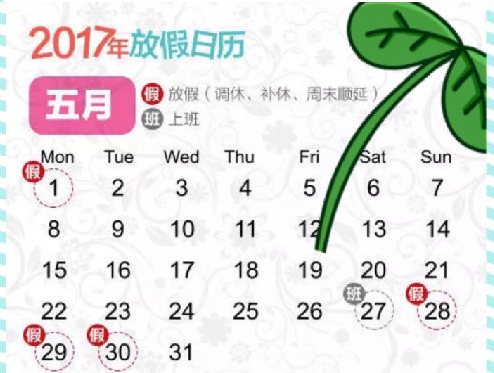 2017年放假日历
五月
假 放假（调休、补休、周末顺延）
班 上班
Mon Tue Wed Thu Fri Sat Sun
假
1 2 3 4 5 6 7
8 9 10 11 12 13 14
15 16 17 18 19 20 21
班 假
22 23 24 25 26 27 28
假 假
29 30 31